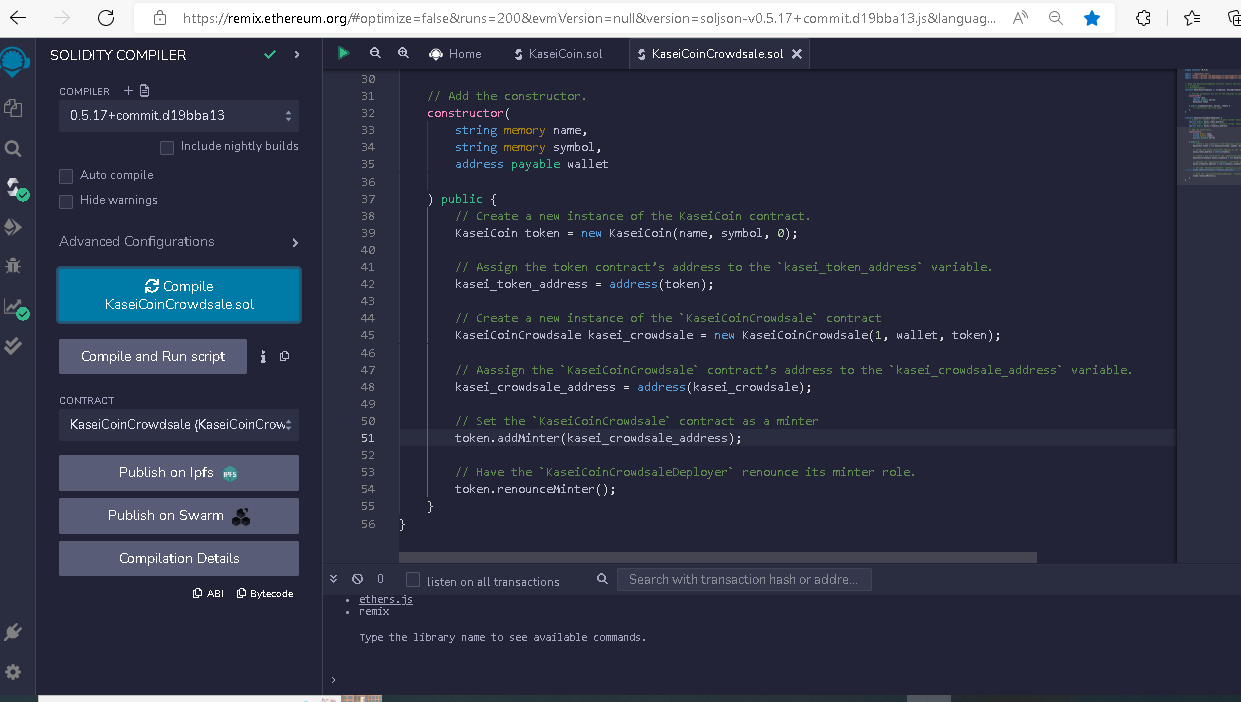 https://remix.ethereum.org/#optimize=false&runs=200&evmVersion=null&version=soljson-v0.5.17+commit.d19bba13.js&languag...
SOLIDITY COMPILER
COMPILER
0.5.17+commit.d19bba13
Include nightly builds
Auto compile
Hide warnings
Advanced Configurations
Compile
KaseiCoinCrowdsale.sol
Compile and Run script
CONTRACT
KaseiCoinCrowdsale (KaseiCoinCrow
Publish on Ipfs
IPFS
Publish on Swarm
Compilation Details
ABI
Bytecode
Home
KaseiCoin.sol
KaseiCoinCrowdsale.sol
30
31 // Add the constructor.
32 constructor(
33 string memory name,
34 string memory symbol,
35 address payable wallet
36
37 ) public {
38 // Create a new instance of the KaseiCoin contract.
39 KaseiCoin token = new KaseiCoin(name, symbol, 0);
40
41 // Assign the token contract’s address to the `kasei_token_address` variable.
42 kasei_token_address = address(token);
43
44 // Create a new instance of the `KaseiCoinCrowdsale` contract
45 KaseiCoinCrowdsale kasei_crowdsale = new KaseiCoinCrowdsale(1, wallet, token);
46
47 // Aassign the `KaseiCoinCrowdsale` contract’s address to the `kasei_crowdsale_address` variable.
48 kasei_crowdsale_address = address(kasei_crowdsale);
49
50 // Set the `KaseiCoinCrowdsale` contract as a minter
51 token.addMinter(kasei_crowdsale_address);
52
53 // Have the `KaseiCoinCrowdsaleDeployer` renounce its minter role.
54 token.renounceMinter();
55 }
56 }
0
listen on all transactions
Search with transaction hash or addre...
• ethers.js
• remix
Type the library name to see available commands.
>